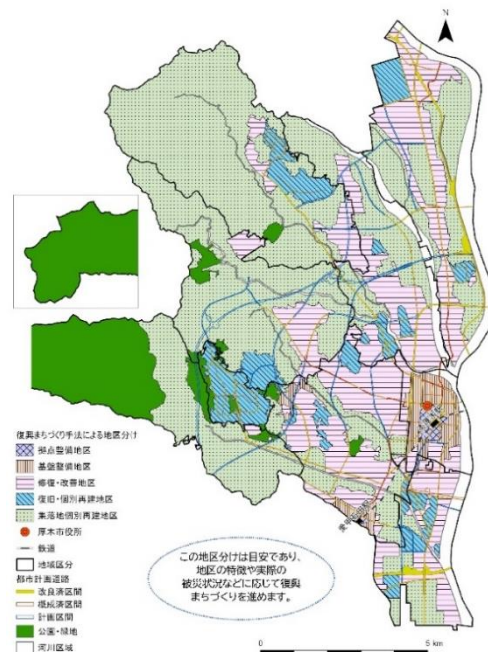 N
復興まちづくり手法による地区分け
拠点整備地区
基盤整備地区
修復・改善地区
復旧・個別再建地区
集落地個別再建地区
厚木市役所
鉄道
地域区分
都市計画道路
改良済区間
概成済区間
計画区間
公園・緑地
河川区域
この地区分けは目安であり、
地区の特徴や実際の
被災状況などに応じて復興
まちづくりを進めます。
0 5 km